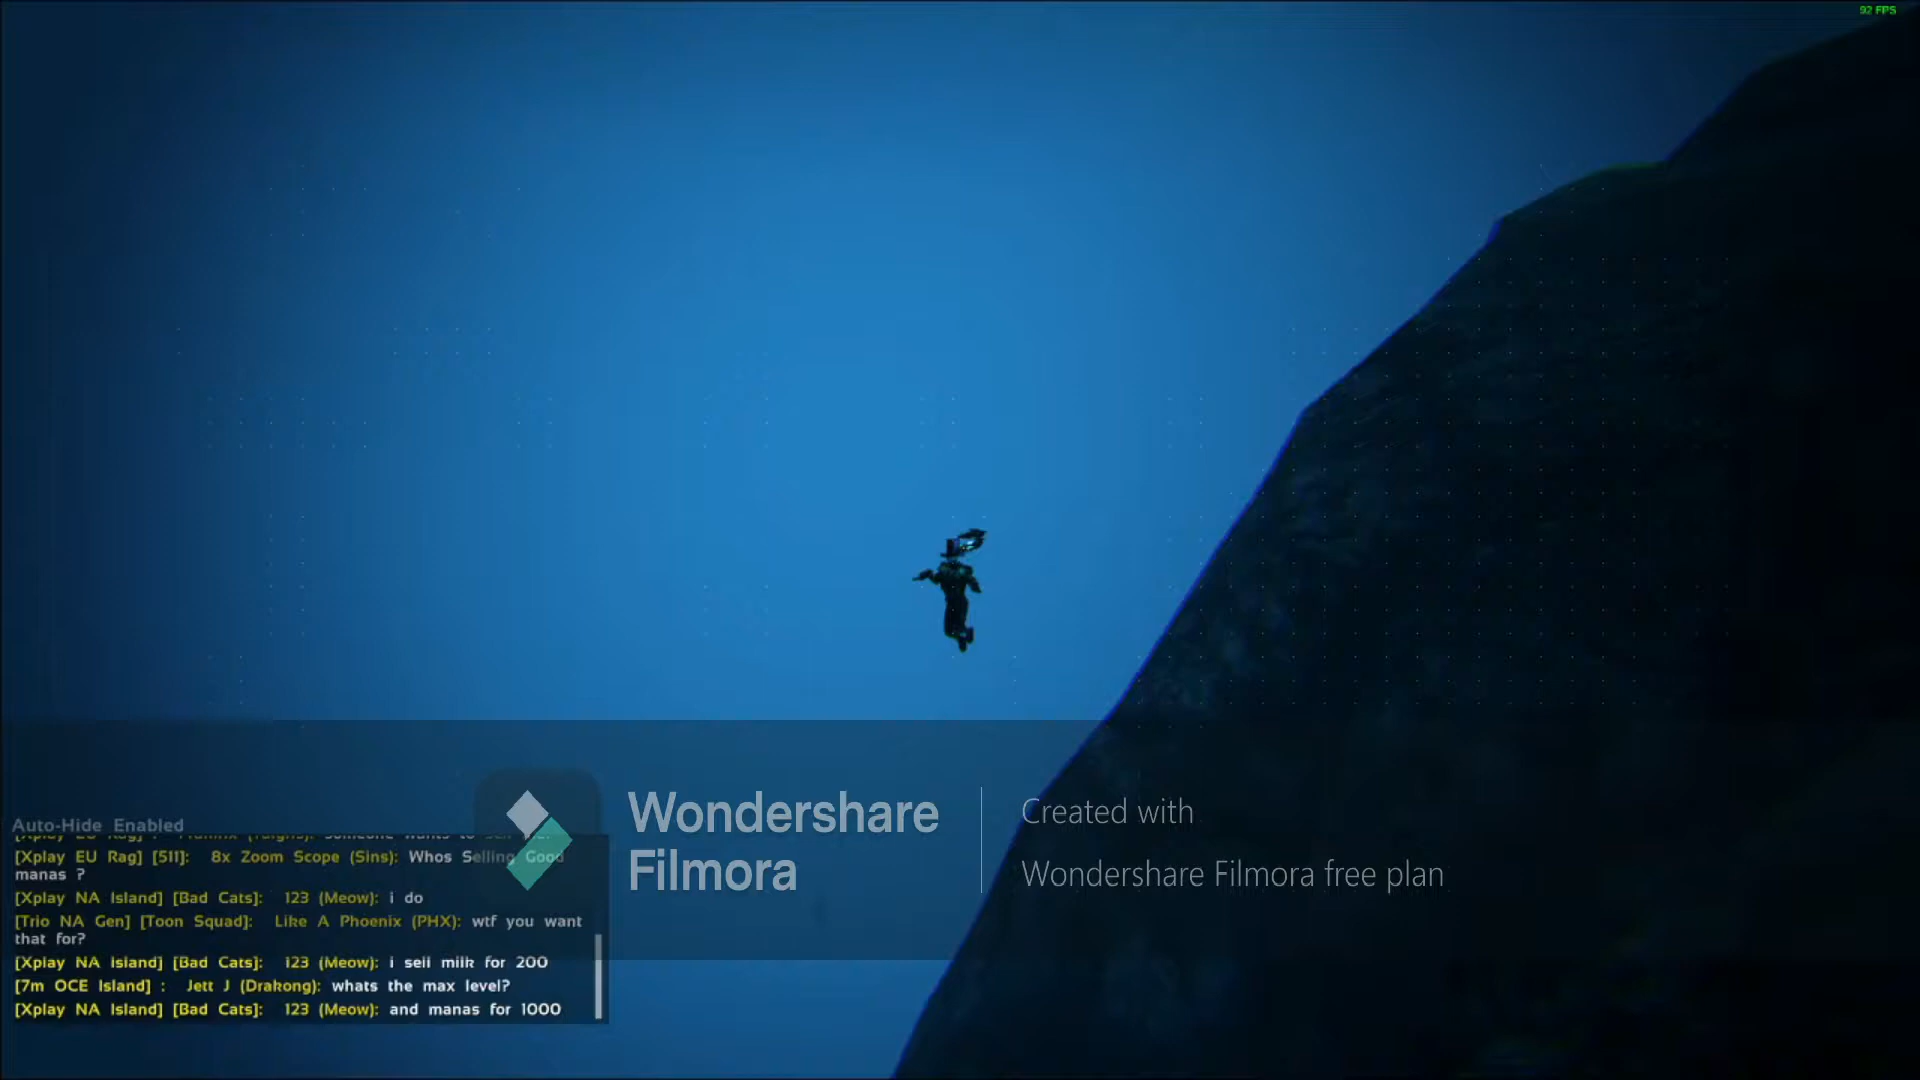 92 FPS
Auto-Hide Enabled
[Xplay EU Rag] [511]: 8x Zoom Scope (Sins): Whos Selling Good
manas ?
[Xplay NA Island] [Bad Cats]: 123 (Meow): i do
[Trio NA Gen] [Toon Squad]: Like A Phoenix (PHX): wtf you want
that for?
[Xplay NA Island] [Bad Cats]: 123 (Meow): i sell milk for 200
[7m OCE Island] : Jett J (Drakong): whats the max level?
[Xplay NA Island] [Bad Cats]: 123 (Meow): and manas for 1000
Wondershare
Filmora
Created with
Wondershare Filmora free plan